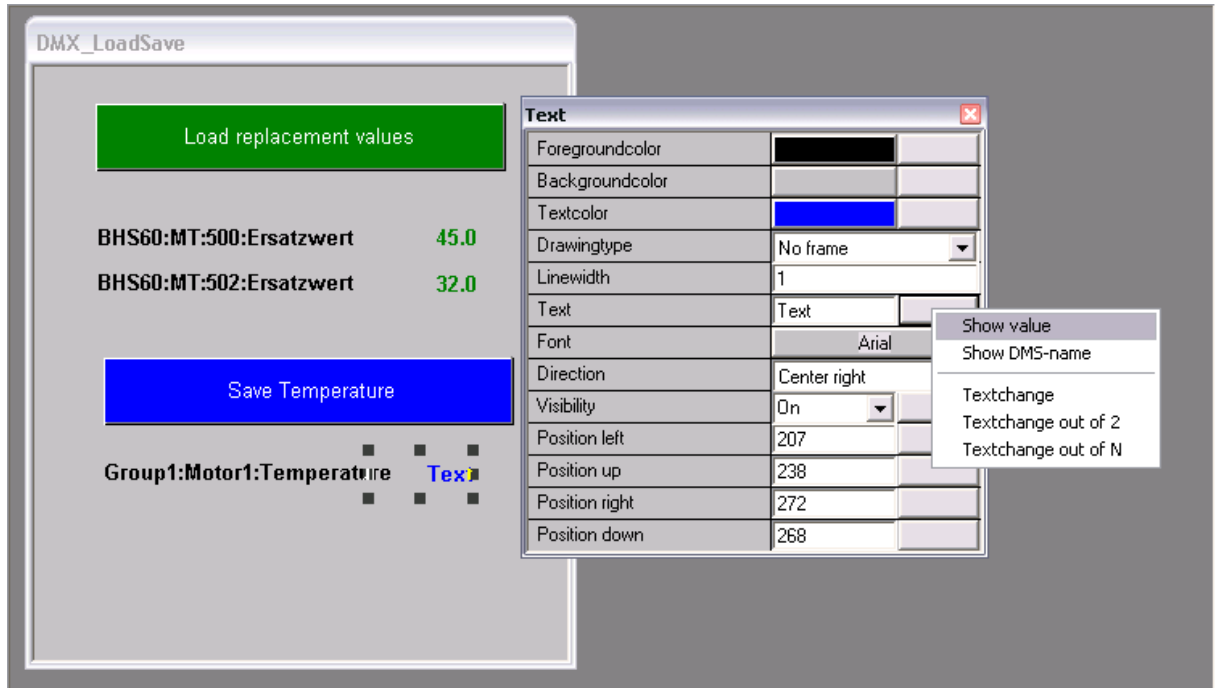 DMX_LoadSave
Load replacement values
BHS60:MT:500:Ersatzwert 45.0
BHS60:MT:502:Ersatzwert 32.0
Save Temperature
Group1:Motor1:Temperature Text
Text
Foregroundcolor
Backgroundcolor
Textcolor
Drawingtype No frame
Linewidth 1
Text Text
Font Arial
Direction Center right
Visibility On
Position left 207
Position up 238
Position right 272
Position down 268
Show value
Show DMS-name
Textchange
Textchange out of 2
Textchange out of N